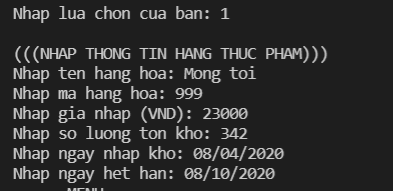 Nhap lua chon cua ban: 1
(((NHAP THONG TIN HANG THUC PHAM)))
Nhap ten hang hoa: Mong toi
Nhap ma hang hoa: 999
Nhap gia nhap (VND): 23000
Nhap so luong ton kho: 342
Nhap ngay nhap kho: 08/04/2020
Nhap ngay het han: 08/10/2020